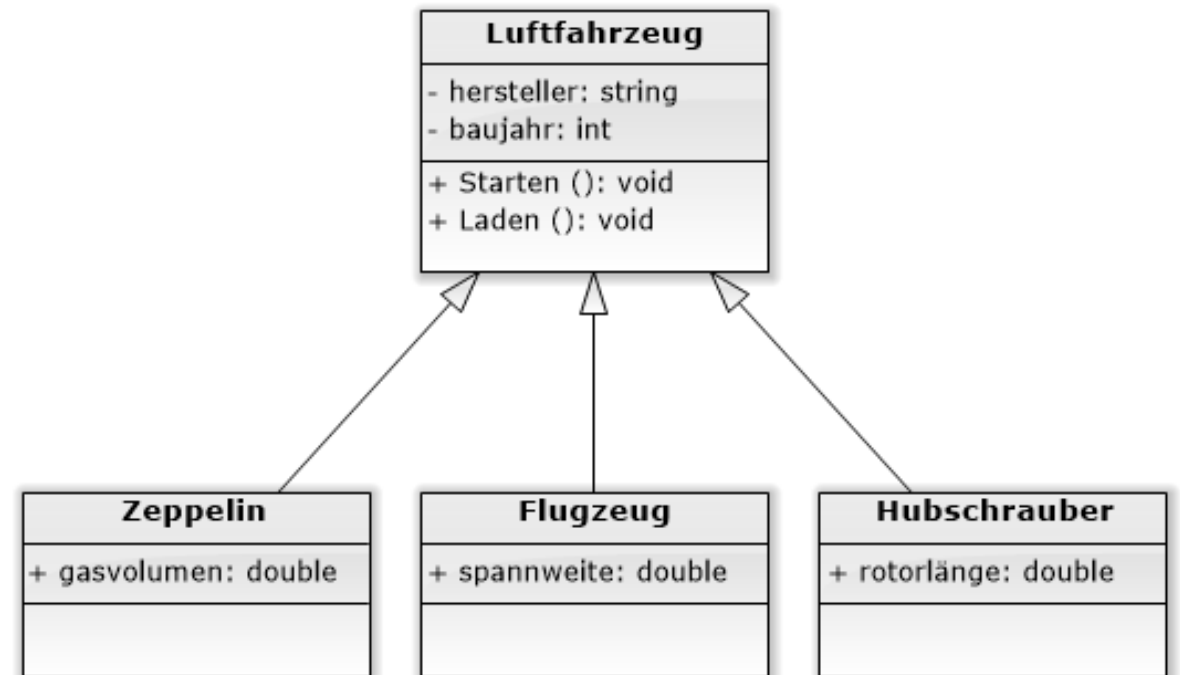 Luftfahrzeug
- hersteller: string
- baujahr: int
+ Starten (): void
+ Laden (): void
Zeppelin
+ gasvolumen: double
Flugzeug
+ spannweite: double
Hubschrauber
+ rotorlänge: double